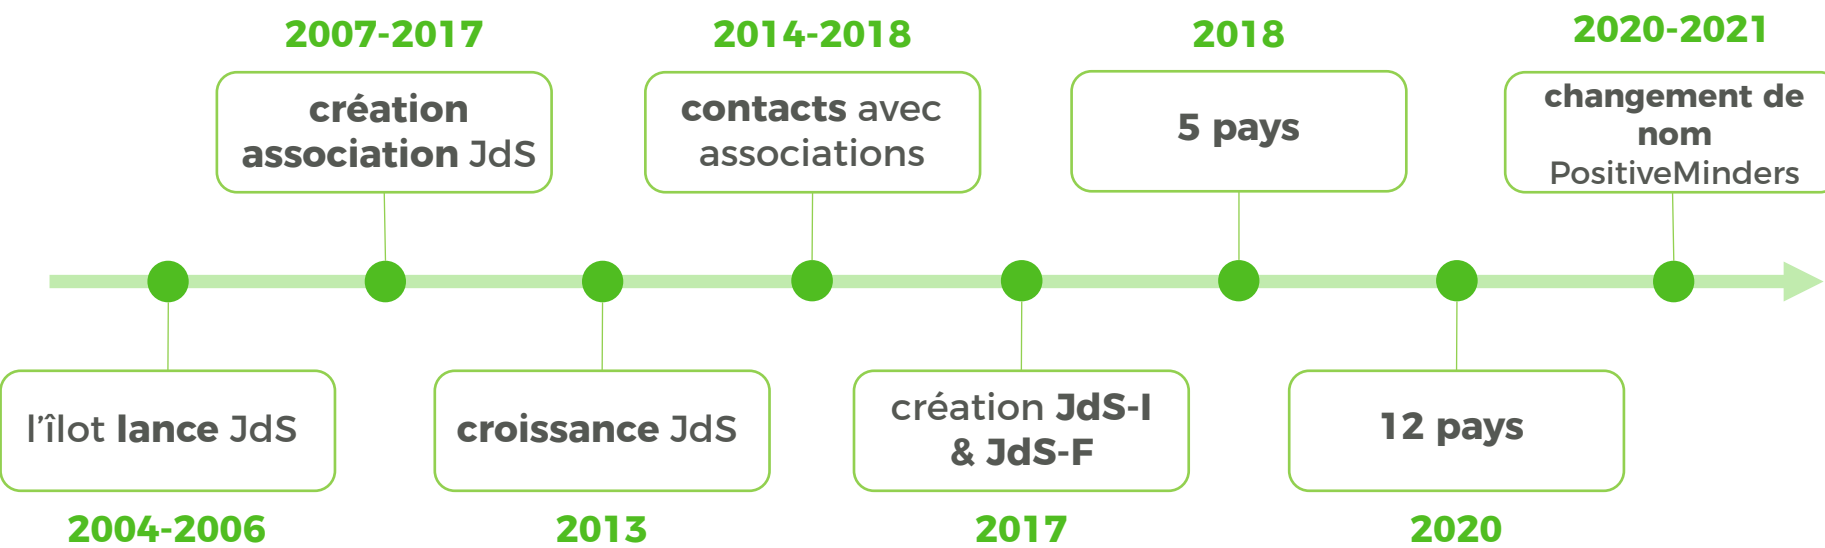 2007-2017
création
association JdS
2014-2018
contacts avec
associations
2018
5 pays
2020-2021
changement de
nom
PositiveMinders
l'îlot lance JdS
2004-2006
croissance JdS
2013
création JdS-I
& JdS-F
2017
12 pays
2020